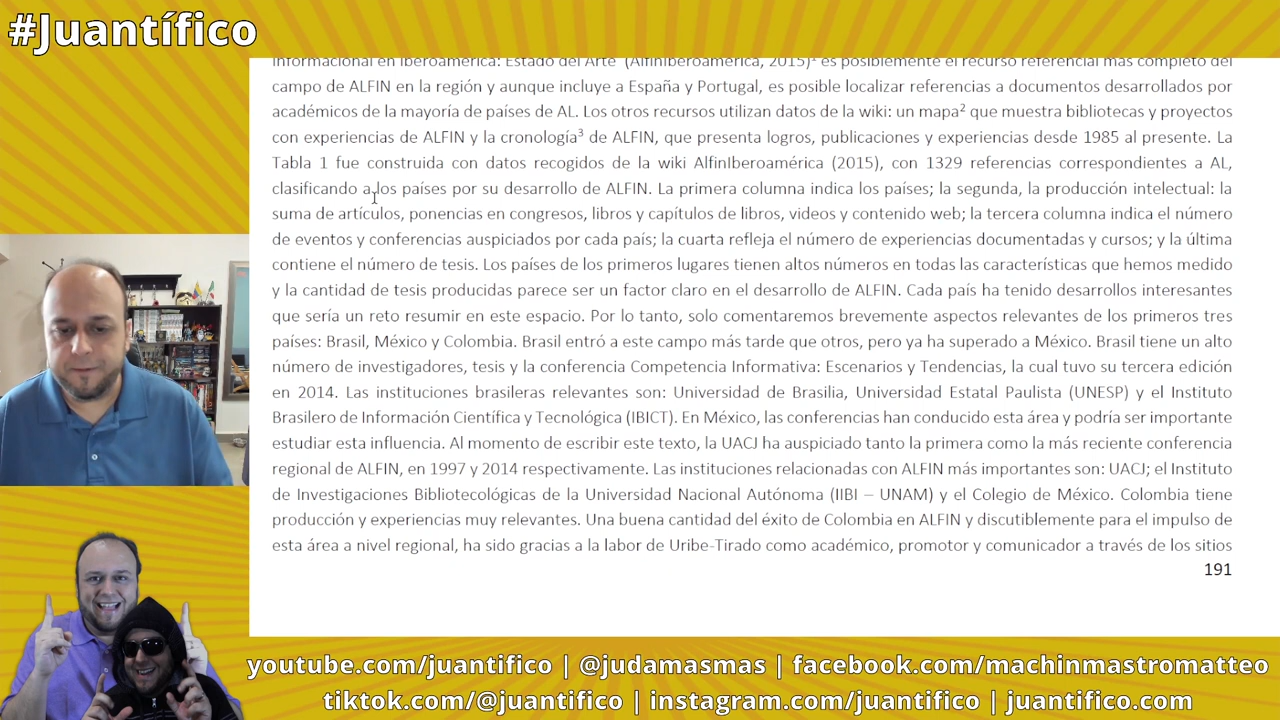 #Juantífico
Informacional en Iberoamérica: Estado del Arte" (AlfinIberoamérica, 2015)¹ es posiblemente el recurso referencial más completo del
campo de ALFIN en la región y aunque incluye a España y Portugal, es posible localizar referencias a documentos desarrollados por
académicos de la mayoría de países de AL. Los otros recursos utilizan datos de la wiki: un mapa² que muestra bibliotecas y proyectos
con experiencias de ALFIN y la cronología³ de ALFIN, que presenta logros, publicaciones y experiencias desde 1985 al presente. La
Tabla 1 fue construida con datos recogidos de la wiki AlfinIberoamérica (2015), con 1329 referencias correspondientes a AL,
clasificando a los países por su desarrollo de ALFIN. La primera columna indica los países; la segunda, la producción intelectual: la
suma de artículos, ponencias en congresos, libros y capítulos de libros, videos y contenido web; la tercera columna indica el número
de eventos y conferencias auspiciados por cada país; la cuarta refleja el número de experiencias documentadas y cursos; y la última
contiene el número de tesis. Los países de los primeros lugares tienen altos números en todas las características que hemos medido
y la cantidad de tesis producidas parece ser un factor claro en el desarrollo de ALFIN. Cada país ha tenido desarrollos interesantes
que sería un reto resumir en este espacio. Por lo tanto, solo comentaremos brevemente aspectos relevantes de los primeros tres
países: Brasil, México y Colombia. Brasil entró a este campo más tarde que otros, pero ya ha superado a México. Brasil tiene un alto
número de investigadores, tesis y la conferencia Competencia Informativa: Escenarios y Tendencias, la cual tuvo su tercera edición
en 2014. Las instituciones brasileras relevantes son: Universidad de Brasilia, Universidad Estatal Paulista (UNESP) y el Instituto
Brasilero de Información Científica y Tecnológica (IBICT). En México, las conferencias han conducido esta área y podría ser importante
estudiar esta influencia. Al momento de escribir este texto, la UACJ ha auspiciado tanto la primera como la más reciente conferencia
regional de ALFIN, en 1997 y 2014 respectivamente. Las instituciones relacionadas con ALFIN más importantes son: UACJ; el Instituto
de Investigaciones Bibliotecológicas de la Universidad Nacional Autónoma (IIBI – UNAM) y el Colegio de México. Colombia tiene
producción y experiencias muy relevantes. Una buena cantidad del éxito de Colombia en ALFIN y discutiblemente para el impulso de
esta área a nivel regional, ha sido gracias a la labor de Uribe-Tirado como académico, promotor y comunicador a través de los sitios
191
youtube.com/juantifico | @judamasmas | facebook.com/machinmastromatteo
tiktok.com/@juantifico | instagram.com/juantifico | juantifico.com